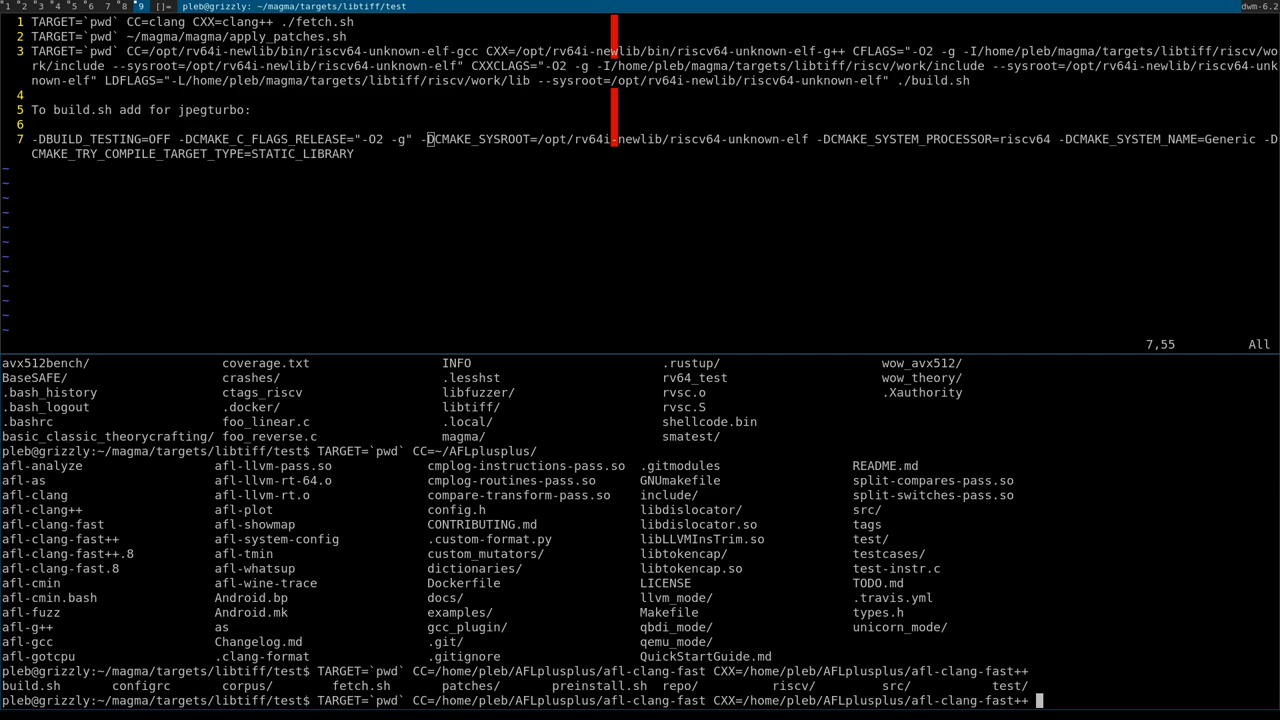 1 2 3 4 5 6 7 8 9 []= pleb@grizzly: ~/magma/targets/libtiff/test dwm-6.2
1 TARGET=`pwd` CC=clang CXX=clang++ ./fetch.sh
2 TARGET=`pwd` ~/magma/magma/apply_patches.sh
3 TARGET=`pwd` CC=/opt/rv64i-newlib/bin/riscv64-unknown-elf-gcc CXX=/opt/rv64i-newlib/bin/riscv64-unknown-elf-g++ CFLAGS="-O2 -g -I/home/pleb/magma/targets/libtiff/riscv/wo
rk/include --sysroot=/opt/rv64i-newlib/riscv64-unknown-elf" CXXCLAGS="-O2 -g -I/home/pleb/magma/targets/libtiff/riscv/work/include --sysroot=/opt/rv64i-newlib/riscv64-unk
nown-elf" LDFLAGS="-L/home/pleb/magma/targets/libtiff/riscv/work/lib --sysroot=/opt/rv64i-newlib/riscv64-unknown-elf" ./build.sh
4
5 To build.sh add for jpegturbo:
6
7 -DBUILD_TESTING=OFF -DCMAKE_C_FLAGS_RELEASE="-O2 -g" -DCMAKE_SYSROOT=/opt/rv64i-newlib/riscv64-unknown-elf -DCMAKE_SYSTEM_PROCESSOR=riscv64 -DCMAKE_SYSTEM_NAME=Generic -D
CMAKE_TRY_COMPILE_TARGET_TYPE=STATIC_LIBRARY
~
~
~
~
~
~
~
~
~
~
~
~
7,55 All
avx512bench/ coverage.txt INFO .rustup/ wow_avx512/
BaseSAFE/ crashes/ .lesshst rv64_test wow_theory/
.bash_history ctags_riscv libfuzzer/ rvsc.o .Xauthority
.bash_logout .docker/ libtiff/ rvsc.S
.bashrc foo_linear.c .local/ shellcode.bin
basic_classic_theorycrafting/ foo_reverse.c magma/ smatest/
pleb@grizzly:~/magma/targets/libtiff/test$ TARGET=`pwd` CC=~/AFLplusplus/
afl-analyze afl-llvm-pass.so cmplog-instructions-pass.so .gitmodules README.md
afl-as afl-llvm-rt-64.o cmplog-routines-pass.so GNUmakefile split-compares-pass.so
afl-clang afl-llvm-rt.o compare-transform-pass.so include/ split-switches-pass.so
afl-clang++ afl-plot config.h libdislocator/ src/
afl-clang-fast afl-showmap CONTRIBUTING.md libdislocator.so tags
afl-clang-fast++ afl-system-config .custom-format.py libLLVMInsTrim.so test/
afl-clang-fast++.8 afl-tmin custom_mutators/ libtokencap/ testcases/
afl-clang-fast.8 afl-whatsup dictionaries/ libtokencap.so test-instr.c
afl-cmin afl-wine-trace Dockerfile LICENSE TODO.md
afl-cmin.bash Android.bp docs/ llvm_mode/ .travis.yml
afl-fuzz Android.mk examples/ Makefile types.h
afl-g++ as gcc_plugin/ qbdi_mode/ unicorn_mode/
afl-gcc Changelog.md .git/ qemu_mode/
afl-gotcpu .clang-format .gitignore QuickStartGuide.md
pleb@grizzly:~/magma/targets/libtiff/test$ TARGET=`pwd` CC=/home/pleb/AFLplusplus/afl-clang-fast CXX=/home/pleb/AFLplusplus/afl-clang-fast++
build.sh configrc corpus/ fetch.sh patches/ preinstall.sh repo/ riscv/ src/ test/
pleb@grizzly:~/magma/targets/libtiff/test$ TARGET=`pwd` CC=/home/pleb/AFLplusplus/afl-clang-fast CXX=/home/pleb/AFLplusplus/afl-clang-fast++